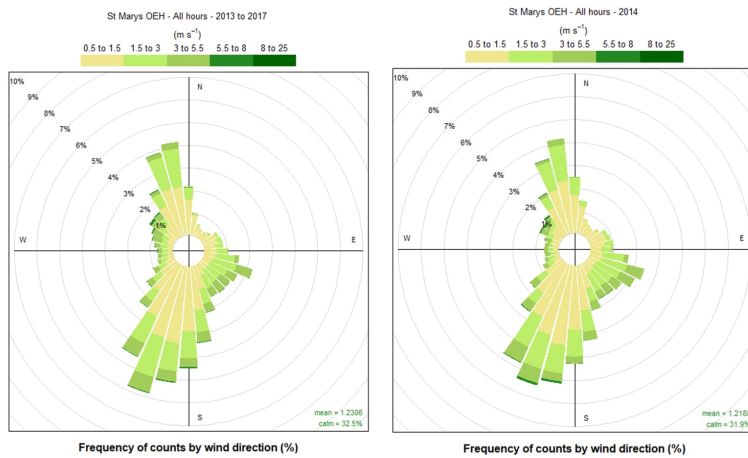 St Marys OEH - All hours - 2013 to 2017
(m s⁻¹)
0.5 to 1.5 1.5 to 3 3 to 5.5 5.5 to 8 8 to 25
10%
9%
8%
7%
6%
5%
4%
3%
2%
1%
N
W
E
S
mean = 1.2306
calm = 32.5%
Frequency of counts by wind direction (%)
St Marys OEH - All hours - 2014
(m s⁻¹)
0.5 to 1.5 1.5 to 3 3 to 5.5 5.5 to 8 8 to 25
10%
9%
8%
7%
6%
5%
4%
3%
2%
1%
N
W
E
S
calm = 31.9%
Frequency of counts by wind direction (%)